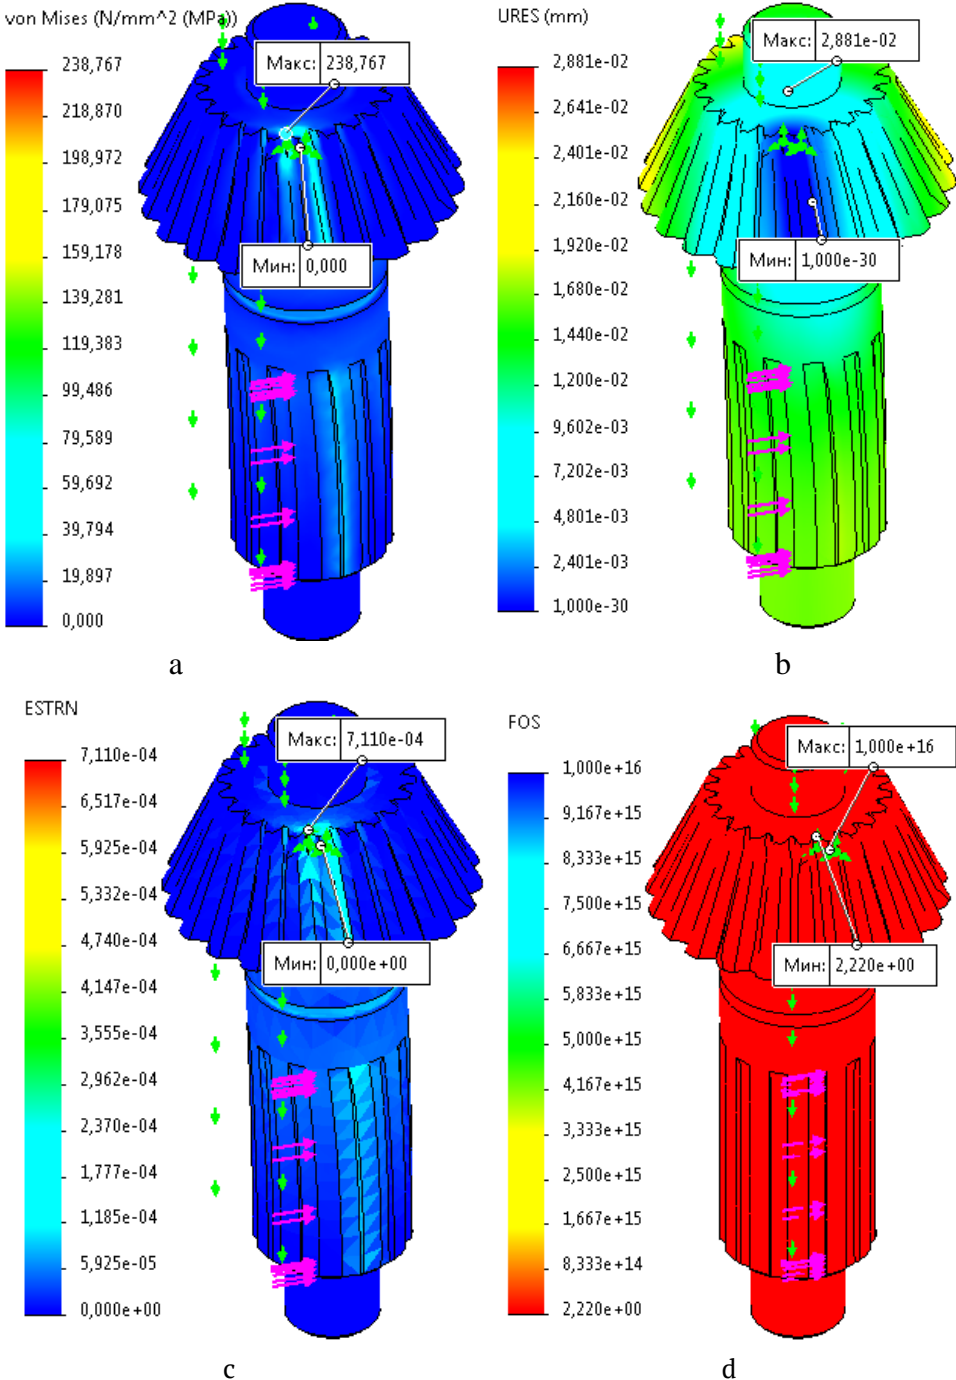 von Mises (N/mm^2 (MPa))
Макс: 238,767
238,767
218,870
198,972
179,075
159,178
139,281
119,383
99,486
79,589
59,692
39,794
19,897
0,000
Мин: 0,000
a
URES (mm)
Макс: 2,881e-02
2,881e-02
2,641e-02
2,401e-02
2,160e-02
1,920e-02
1,680e-02
1,440e-02
1,200e-02
9,602e-03
7,202e-03
4,801e-03
2,401e-03
1,000e-30
Мин: 1,000e-30
b
ESTRN
Макс: 7,110e-04
7,110e-04
6,517e-04
5,925e-04
5,332e-04
4,740e-04
4,147e-04
3,555e-04
2,962e-04
2,370e-04
1,777e-04
1,185e-04
5,925e-05
0,000e+00
Мин: 0,000e+00
c
FOS
Макс: 1,000e+16
1,000e+16
9,167e+15
8,333e+15
7,500e+15
6,667e+15
5,833e+15
5,000e+15
4,167e+15
3,333e+15
2,500e+15
1,667e+15
8,333e+14
2,220e+00
Мин: 2,220e+00
d